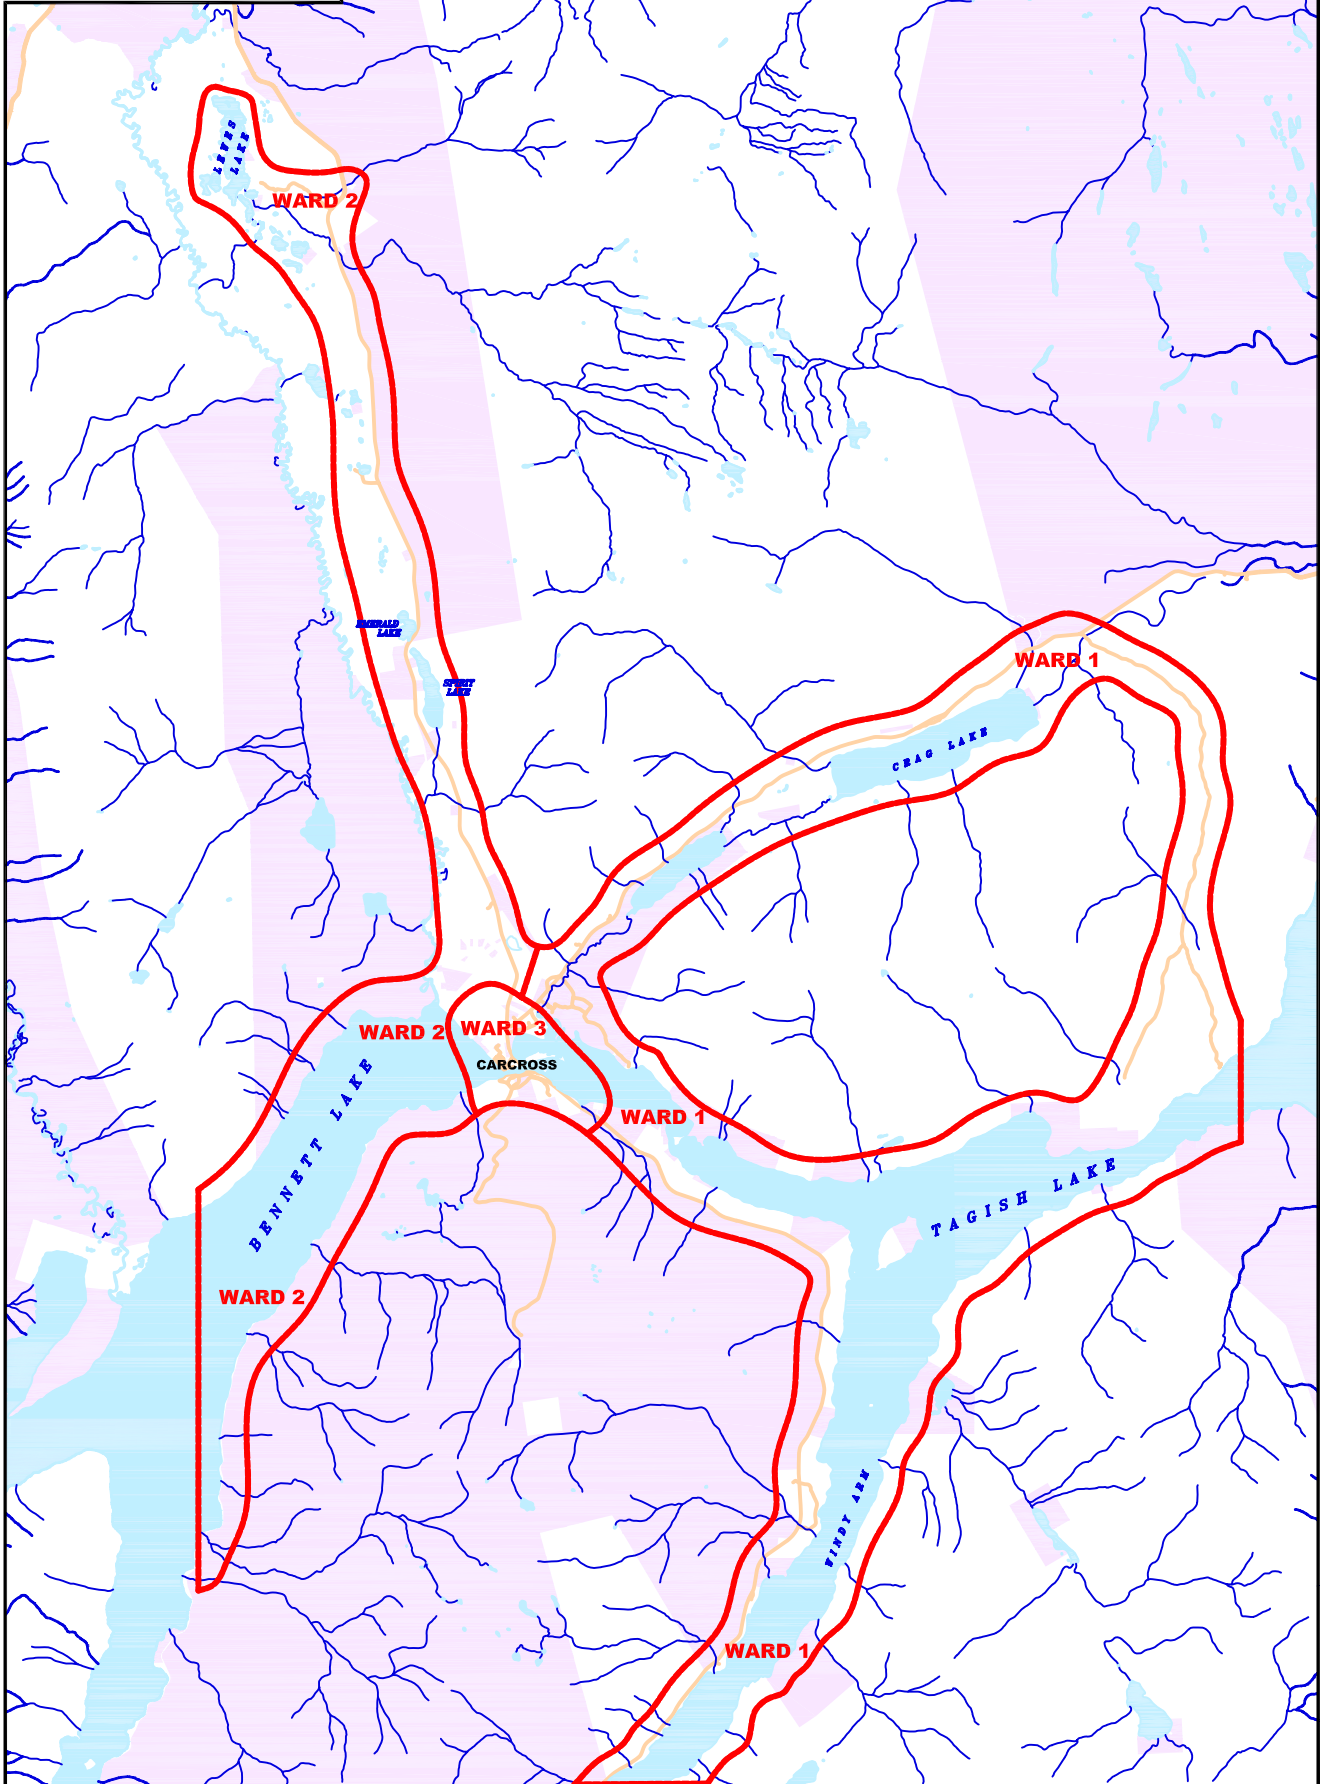 LEWES
LAKE
WARD 2
EMERALD
LAKE
SPIRIT
LAKE
WARD 1
CRAG LAKE
WARD 2
WARD 3
CARCROSS
WARD 1
BENNETT LAKE
TAGISH LAKE
WARD 2
WINDY ARM
WARD 1